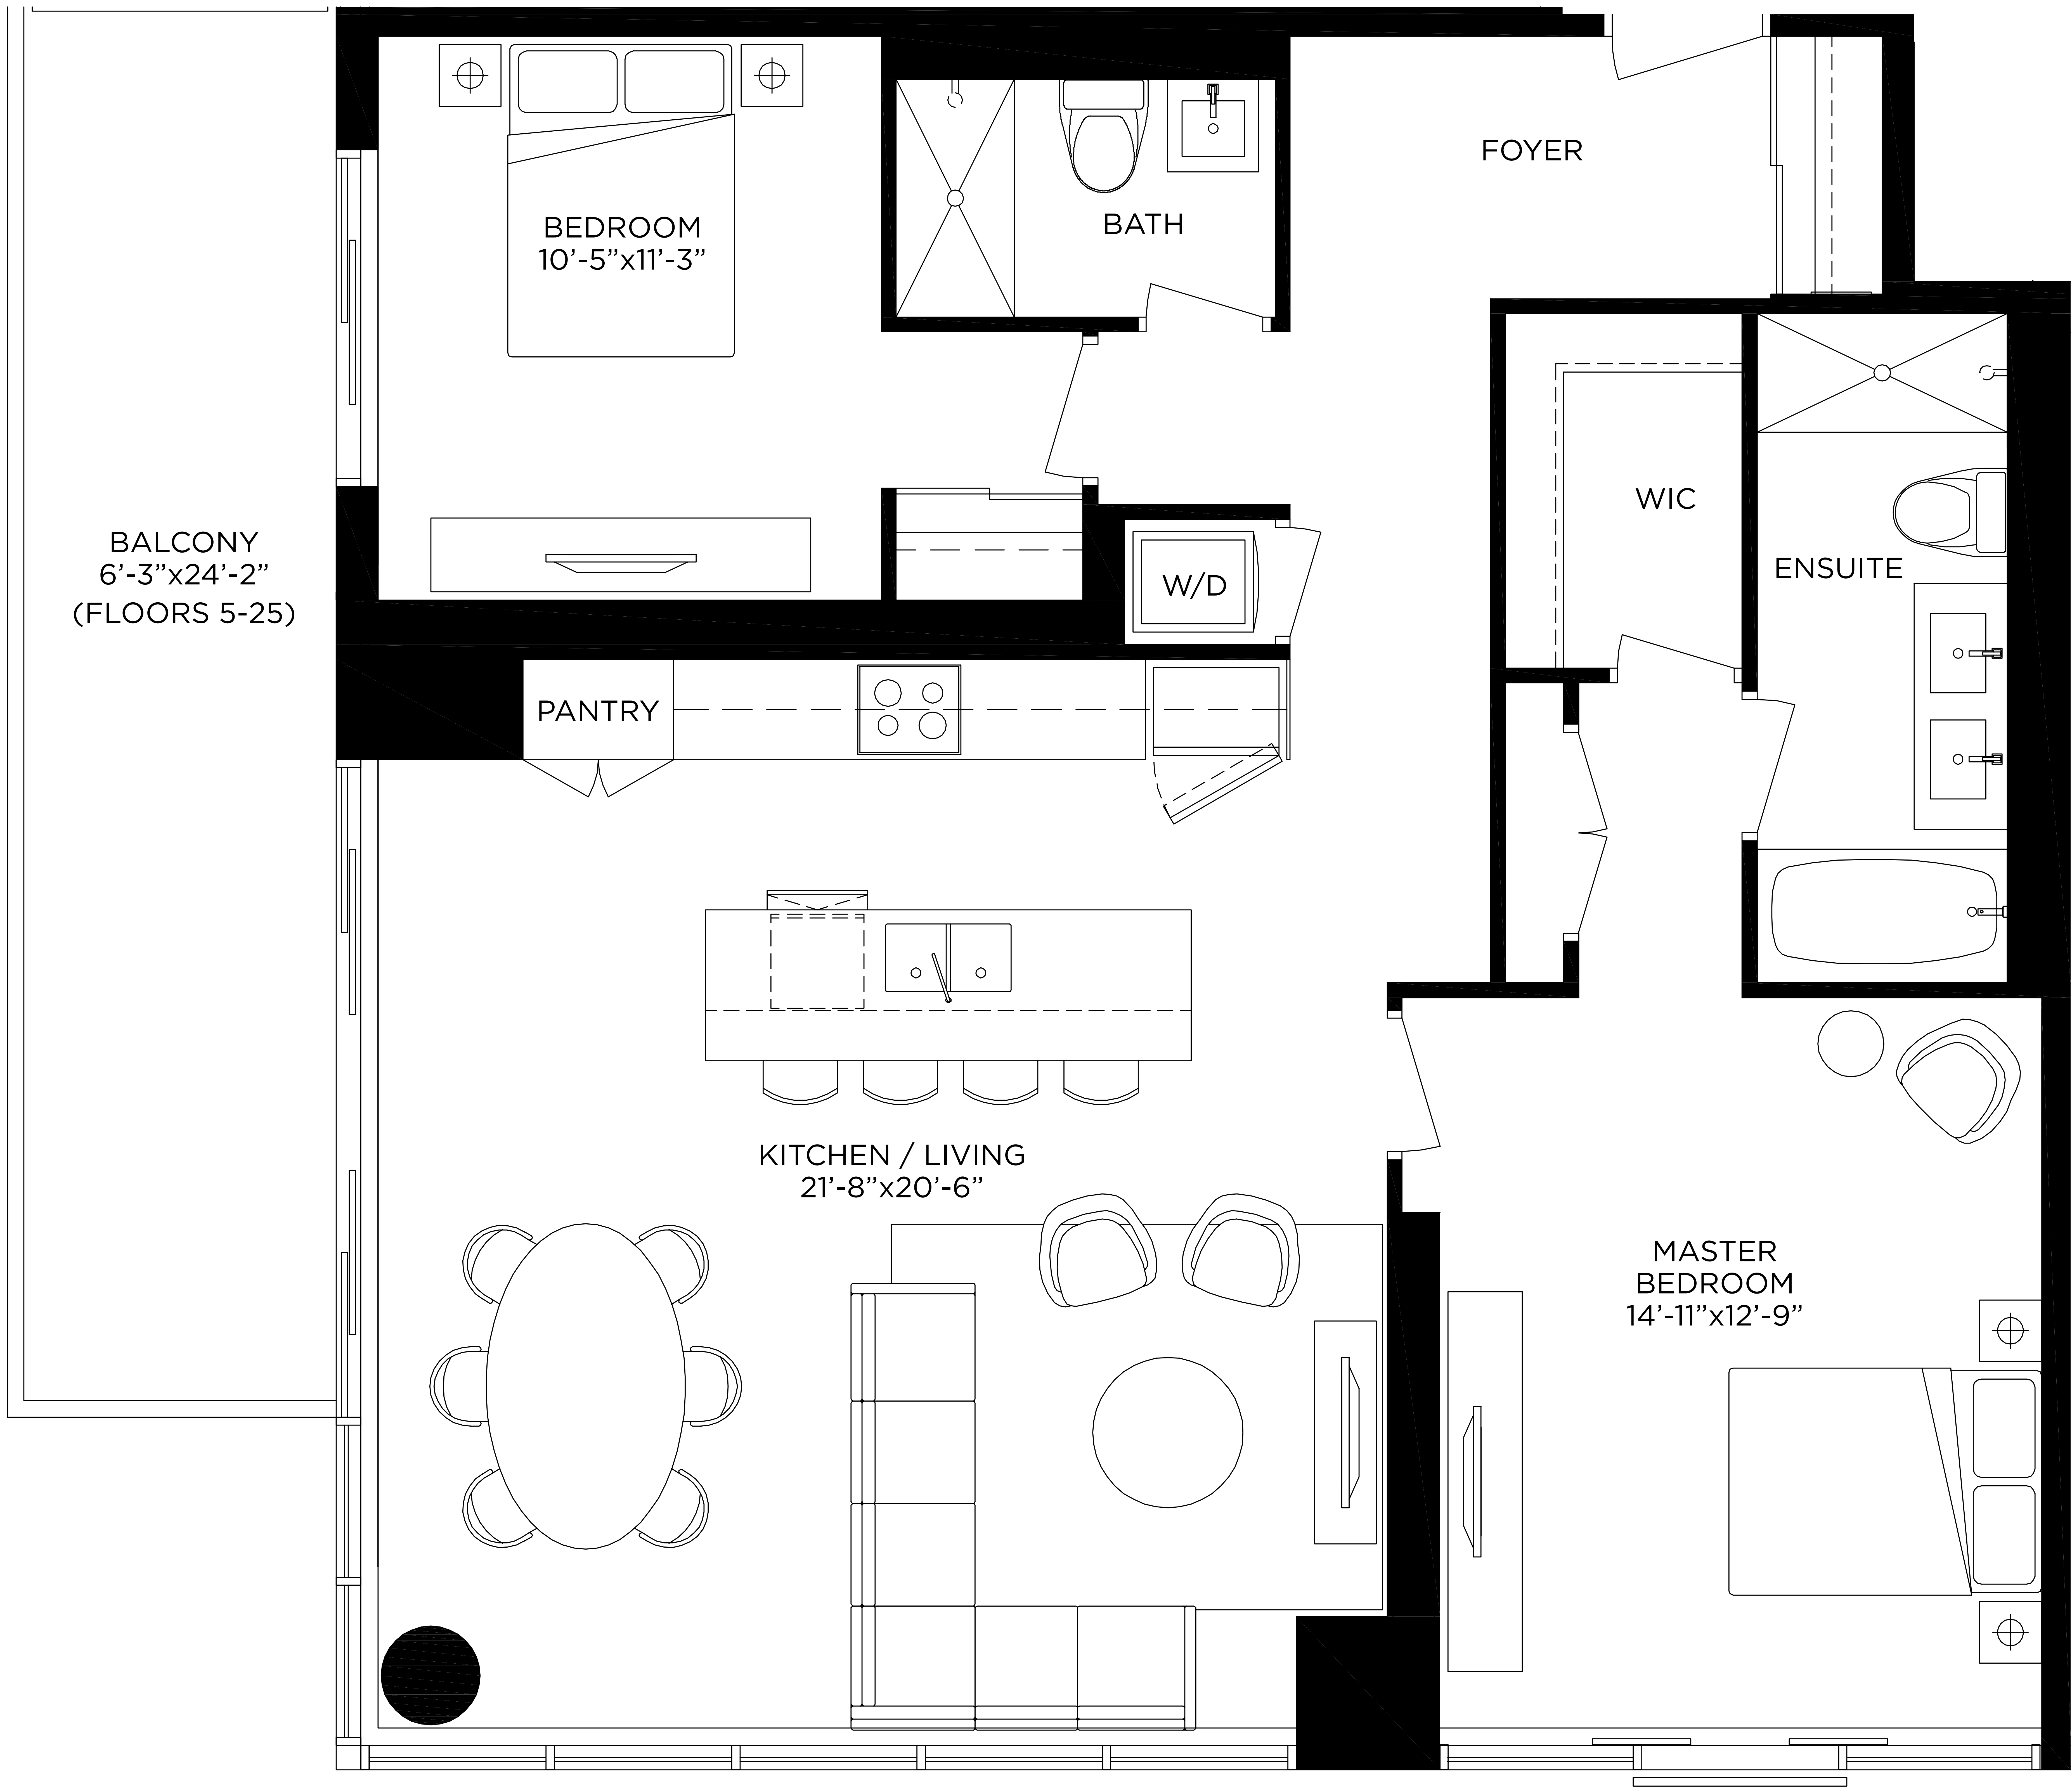 FOYER
BATH
BEDROOM
10’-5”x11’-3”
WIC
BALCONY
6’-3”x24’-2”
(FLOORS 5-25)
ENSUITE
W/D
PANTRY
KITCHEN / LIVING
21’-8”x20’-6”
MASTER
BEDROOM
14’-11”x12’-9”